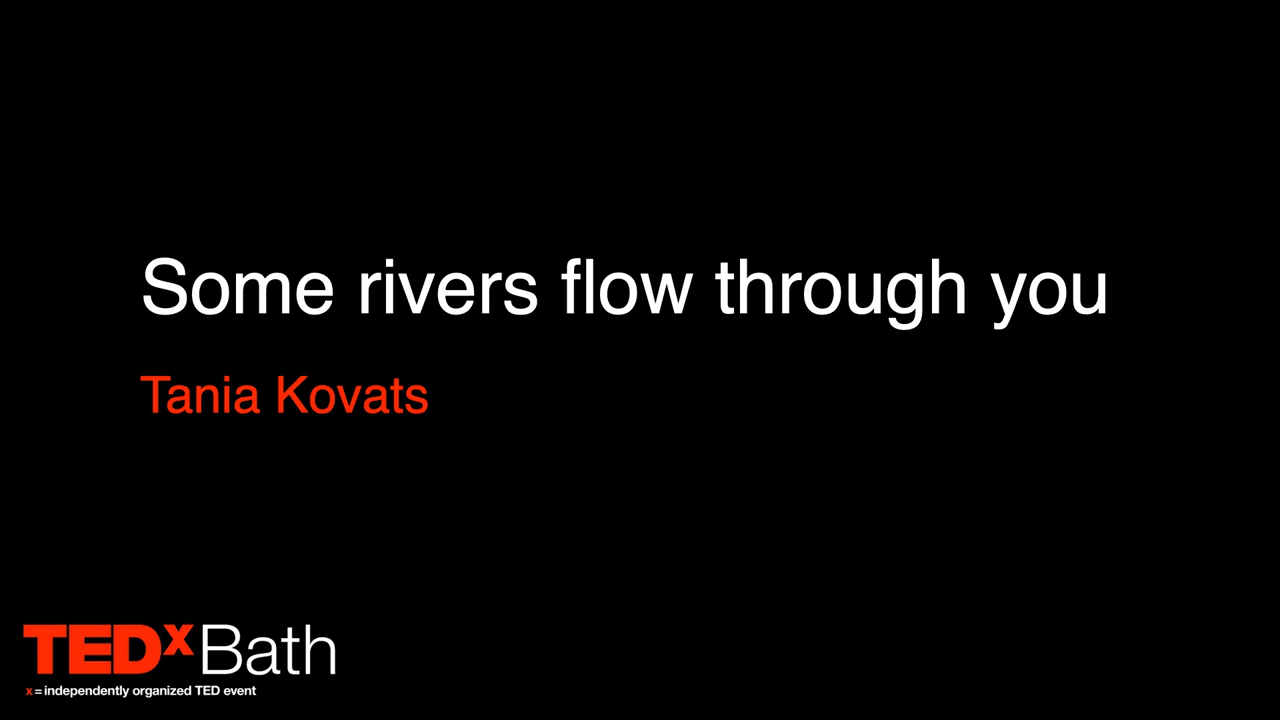 Some rivers flow through you
Tania Kovats
TEDxBath
x = independently organized TED event